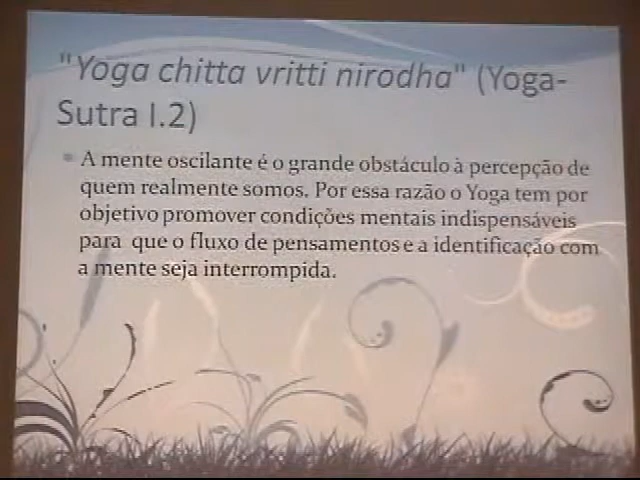 "Yoga chitta vritti nirodha" (Yoga-
Sutra I.2)
A mente oscilante é o grande obstáculo à percepção de
quem realmente somos. Por essa razão o Yoga tem por
objetivo promover condições mentais indispensáveis
para que o fluxo de pensamentos e a identificação com
a mente seja interrompida.